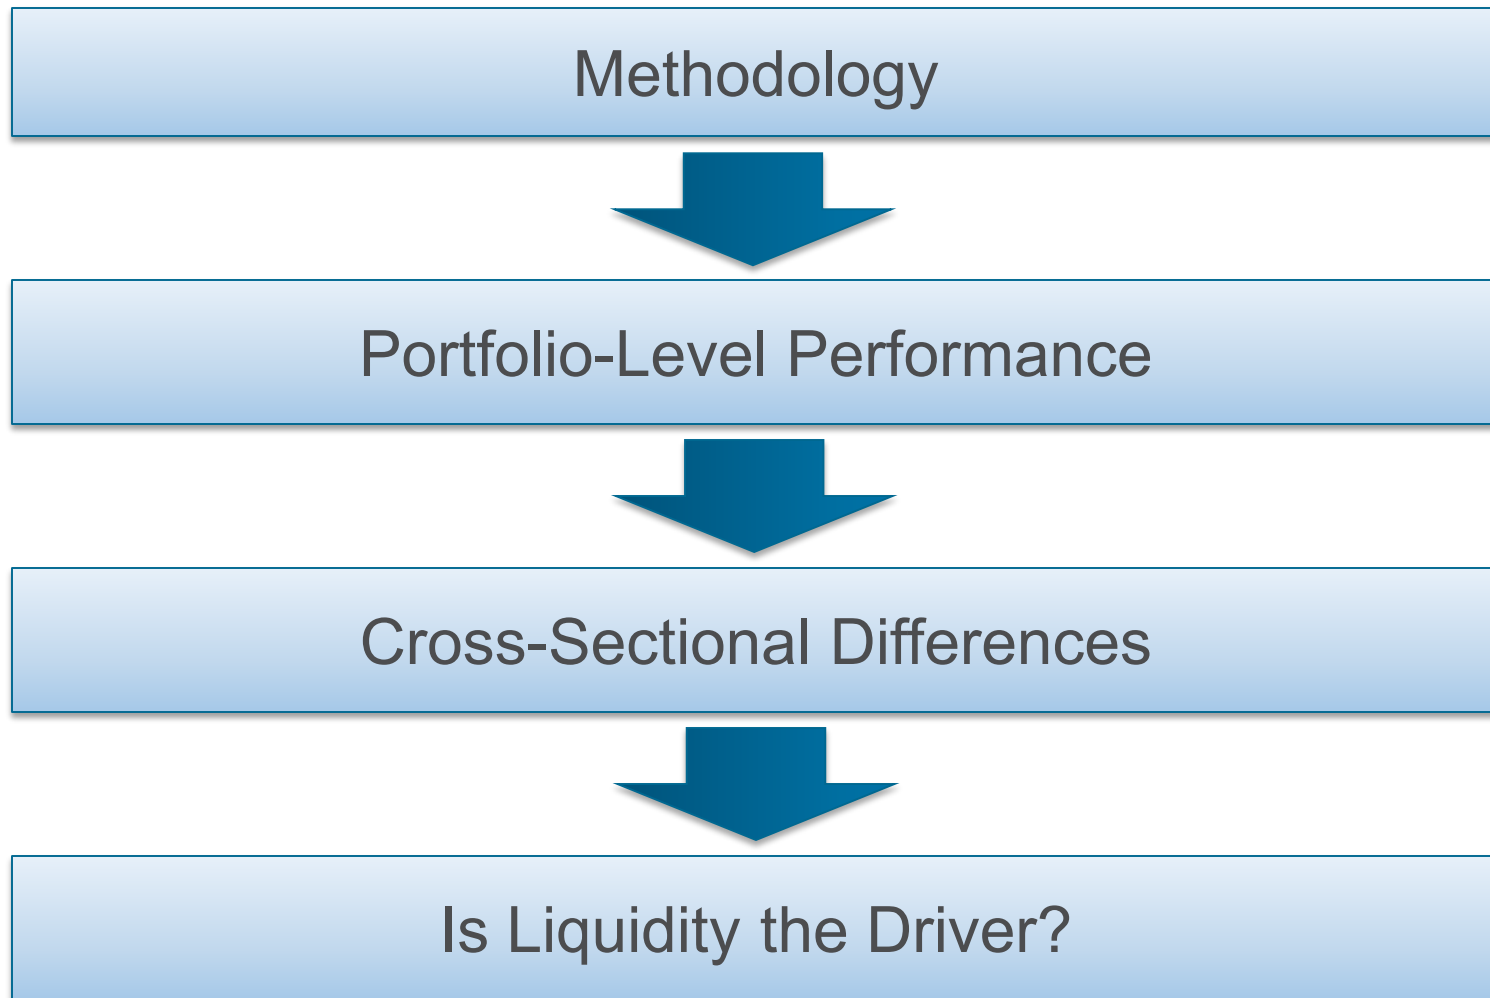 Methodology
Portfolio-Level Performance
Cross-Sectional Differences
Is Liquidity the Driver?